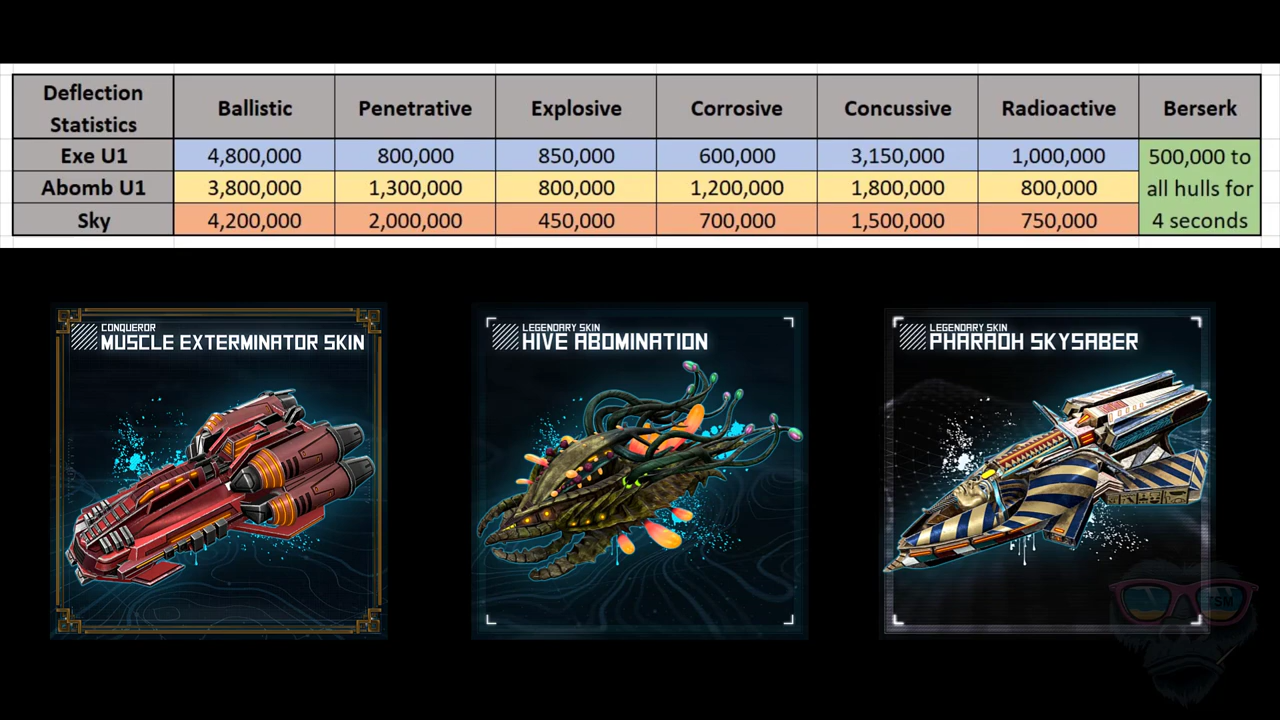 Deflection Statistics Ballistic Penetrative Explosive Corrosive Concussive Radioactive Berserk
Exe U1 4,800,000 800,000 850,000 600,000 3,150,000 1,000,000 500,000 to
Abomb U1 3,800,000 1,300,000 800,000 1,200,000 1,800,000 800,000 all hulls for
Sky 4,200,000 2,000,000 450,000 700,000 1,500,000 750,000 4 seconds
CONQUEROR
MUSCLE EXTERMINATOR SKIN
LEGENDARY SKIN
HIVE ABOMINATION
LEGENDARY SKIN
PHARAOH SKYSABER